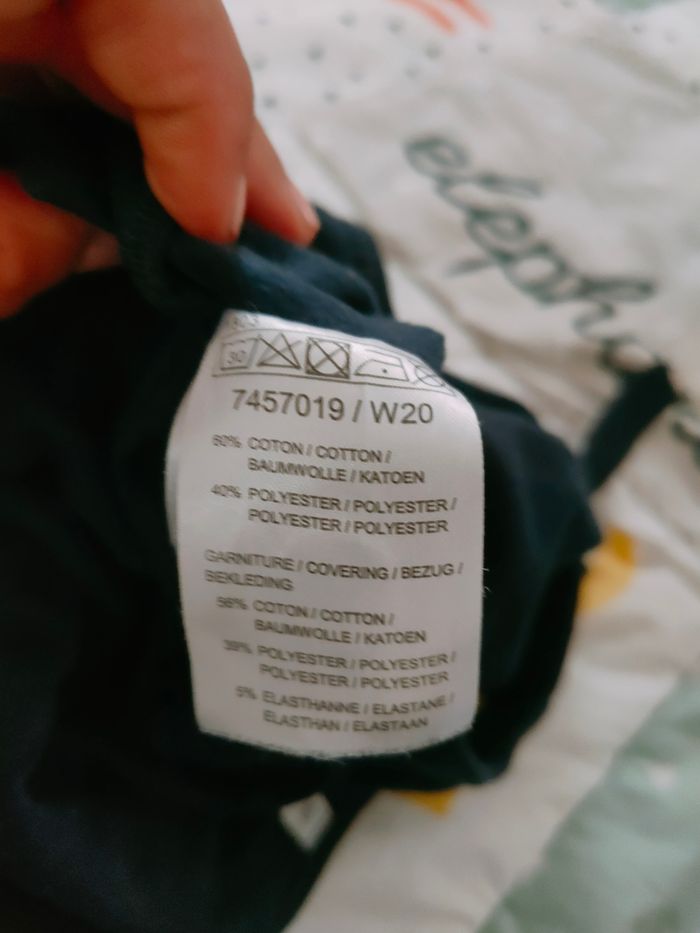 30
7457019 / W20
60% COTON / COTTON /
BAUMWOLLE / KATOEN
40% POLYESTER / POLYESTER /
POLYESTER / POLYESTER
GARNITURE / COVERING / BEZUG /
BEKLEDING
56% COTON / COTTON /
BAUMWOLLE / KATOEN
39% POLYESTER / POLYESTER /
POLYESTER / POLYESTER
5% ELASTHANNE / ELASTANE /
ELASTHAN / ELASTAAN
elepha